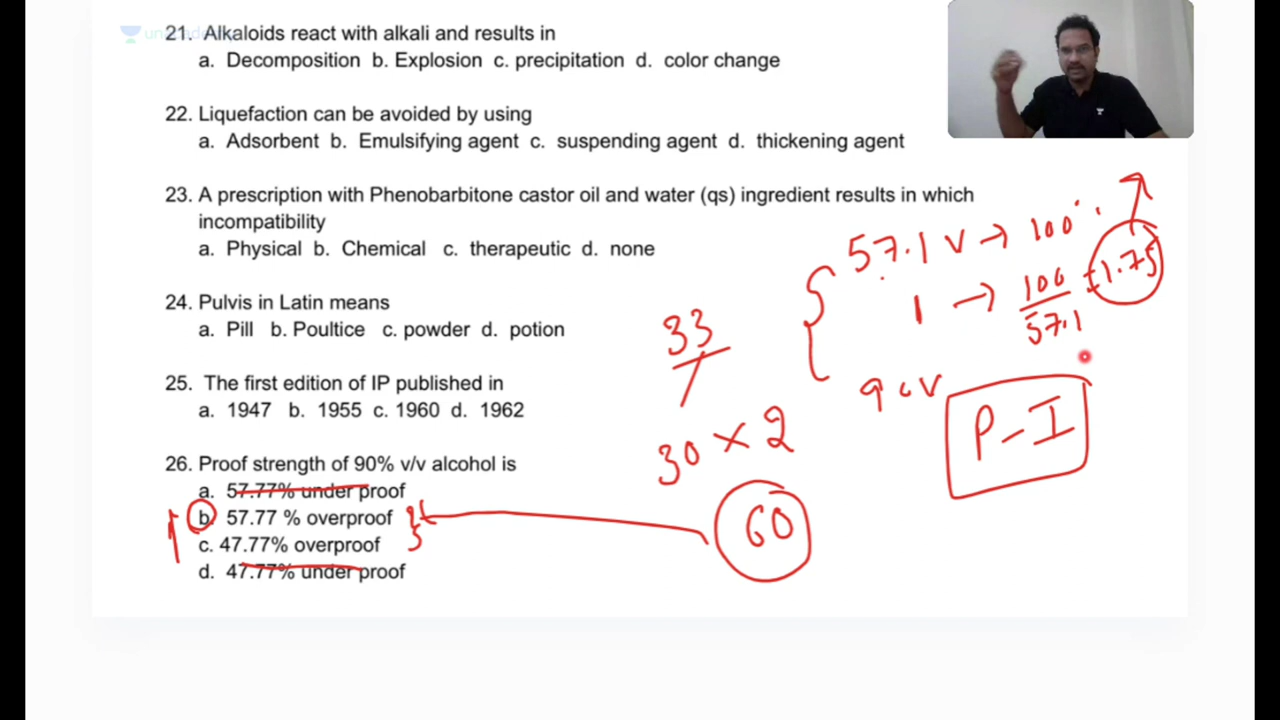 21. Alkaloids react with alkali and results in
a. Decomposition b. Explosion c. precipitation d. color change
22. Liquefaction can be avoided by using
a. Adsorbent b. Emulsifying agent c. suspending agent d. thickening agent
23. A prescription with Phenobarbitone castor oil and water (qs) ingredient results in which
incompatibility
a. Physical b. Chemical c. therapeutic d. none
57.1 V → 100
24. Pulvis in Latin means
a. Pill b. Poultice c. powder d. potion
1 → 100/57.1 = 1.75
33
25. The first edition of IP published in
a. 1947 b. 1955 c. 1960 d. 1962
P-I
30 × 2
26. Proof strength of 90% v/v alcohol is
a. 57.77% under proof
b. 57.77 % overproof
60
c. 47.77% overproof
d. 47.77% under proof